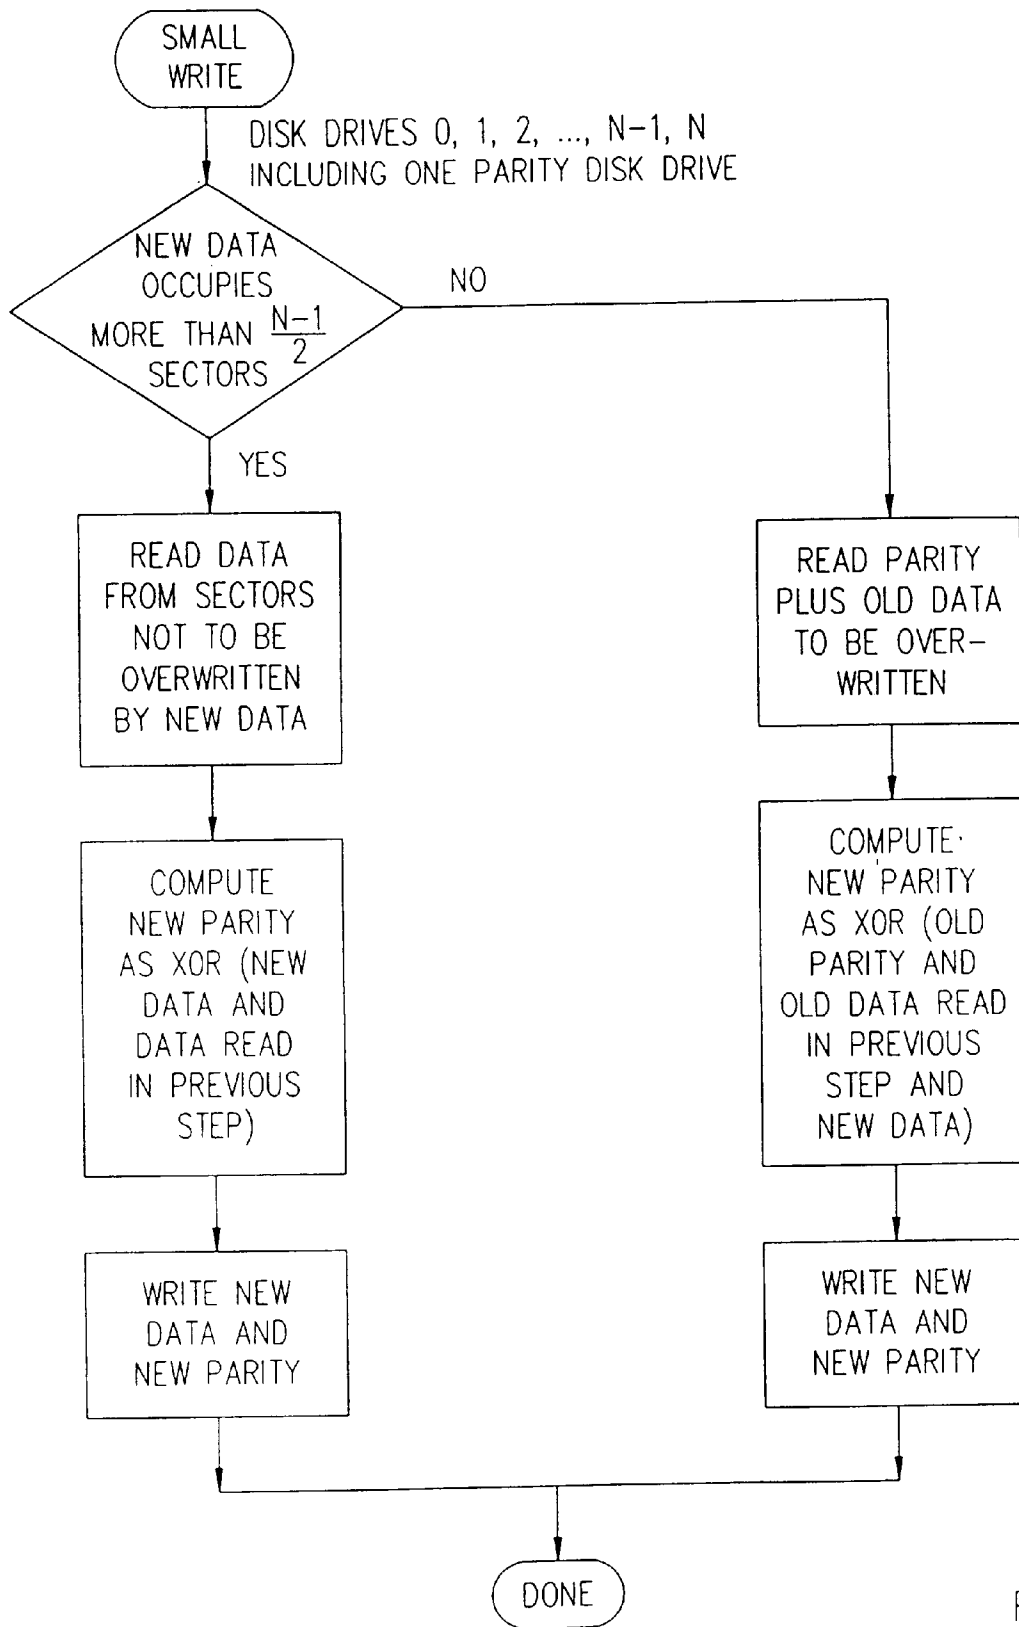 SMALL
WRITE
DISK DRIVES 0, 1, 2, ..., N-1, N
INCLUDING ONE PARITY DISK DRIVE
NEW DATA
OCCUPIES
MORE THAN N-1/2
SECTORS
NO
YES
READ DATA
FROM SECTORS
NOT TO BE
OVERWRITTEN
BY NEW DATA
COMPUTE
NEW PARITY
AS XOR (NEW
DATA AND
DATA READ
IN PREVIOUS
STEP)
WRITE NEW
DATA AND
NEW PARITY
READ PARITY
PLUS OLD DATA
TO BE OVER-
WRITTEN
COMPUTE
NEW PARITY
AS XOR (OLD
PARITY AND
OLD DATA READ
IN PREVIOUS
STEP AND
NEW DATA)
WRITE NEW
DATA AND
NEW PARITY
DONE